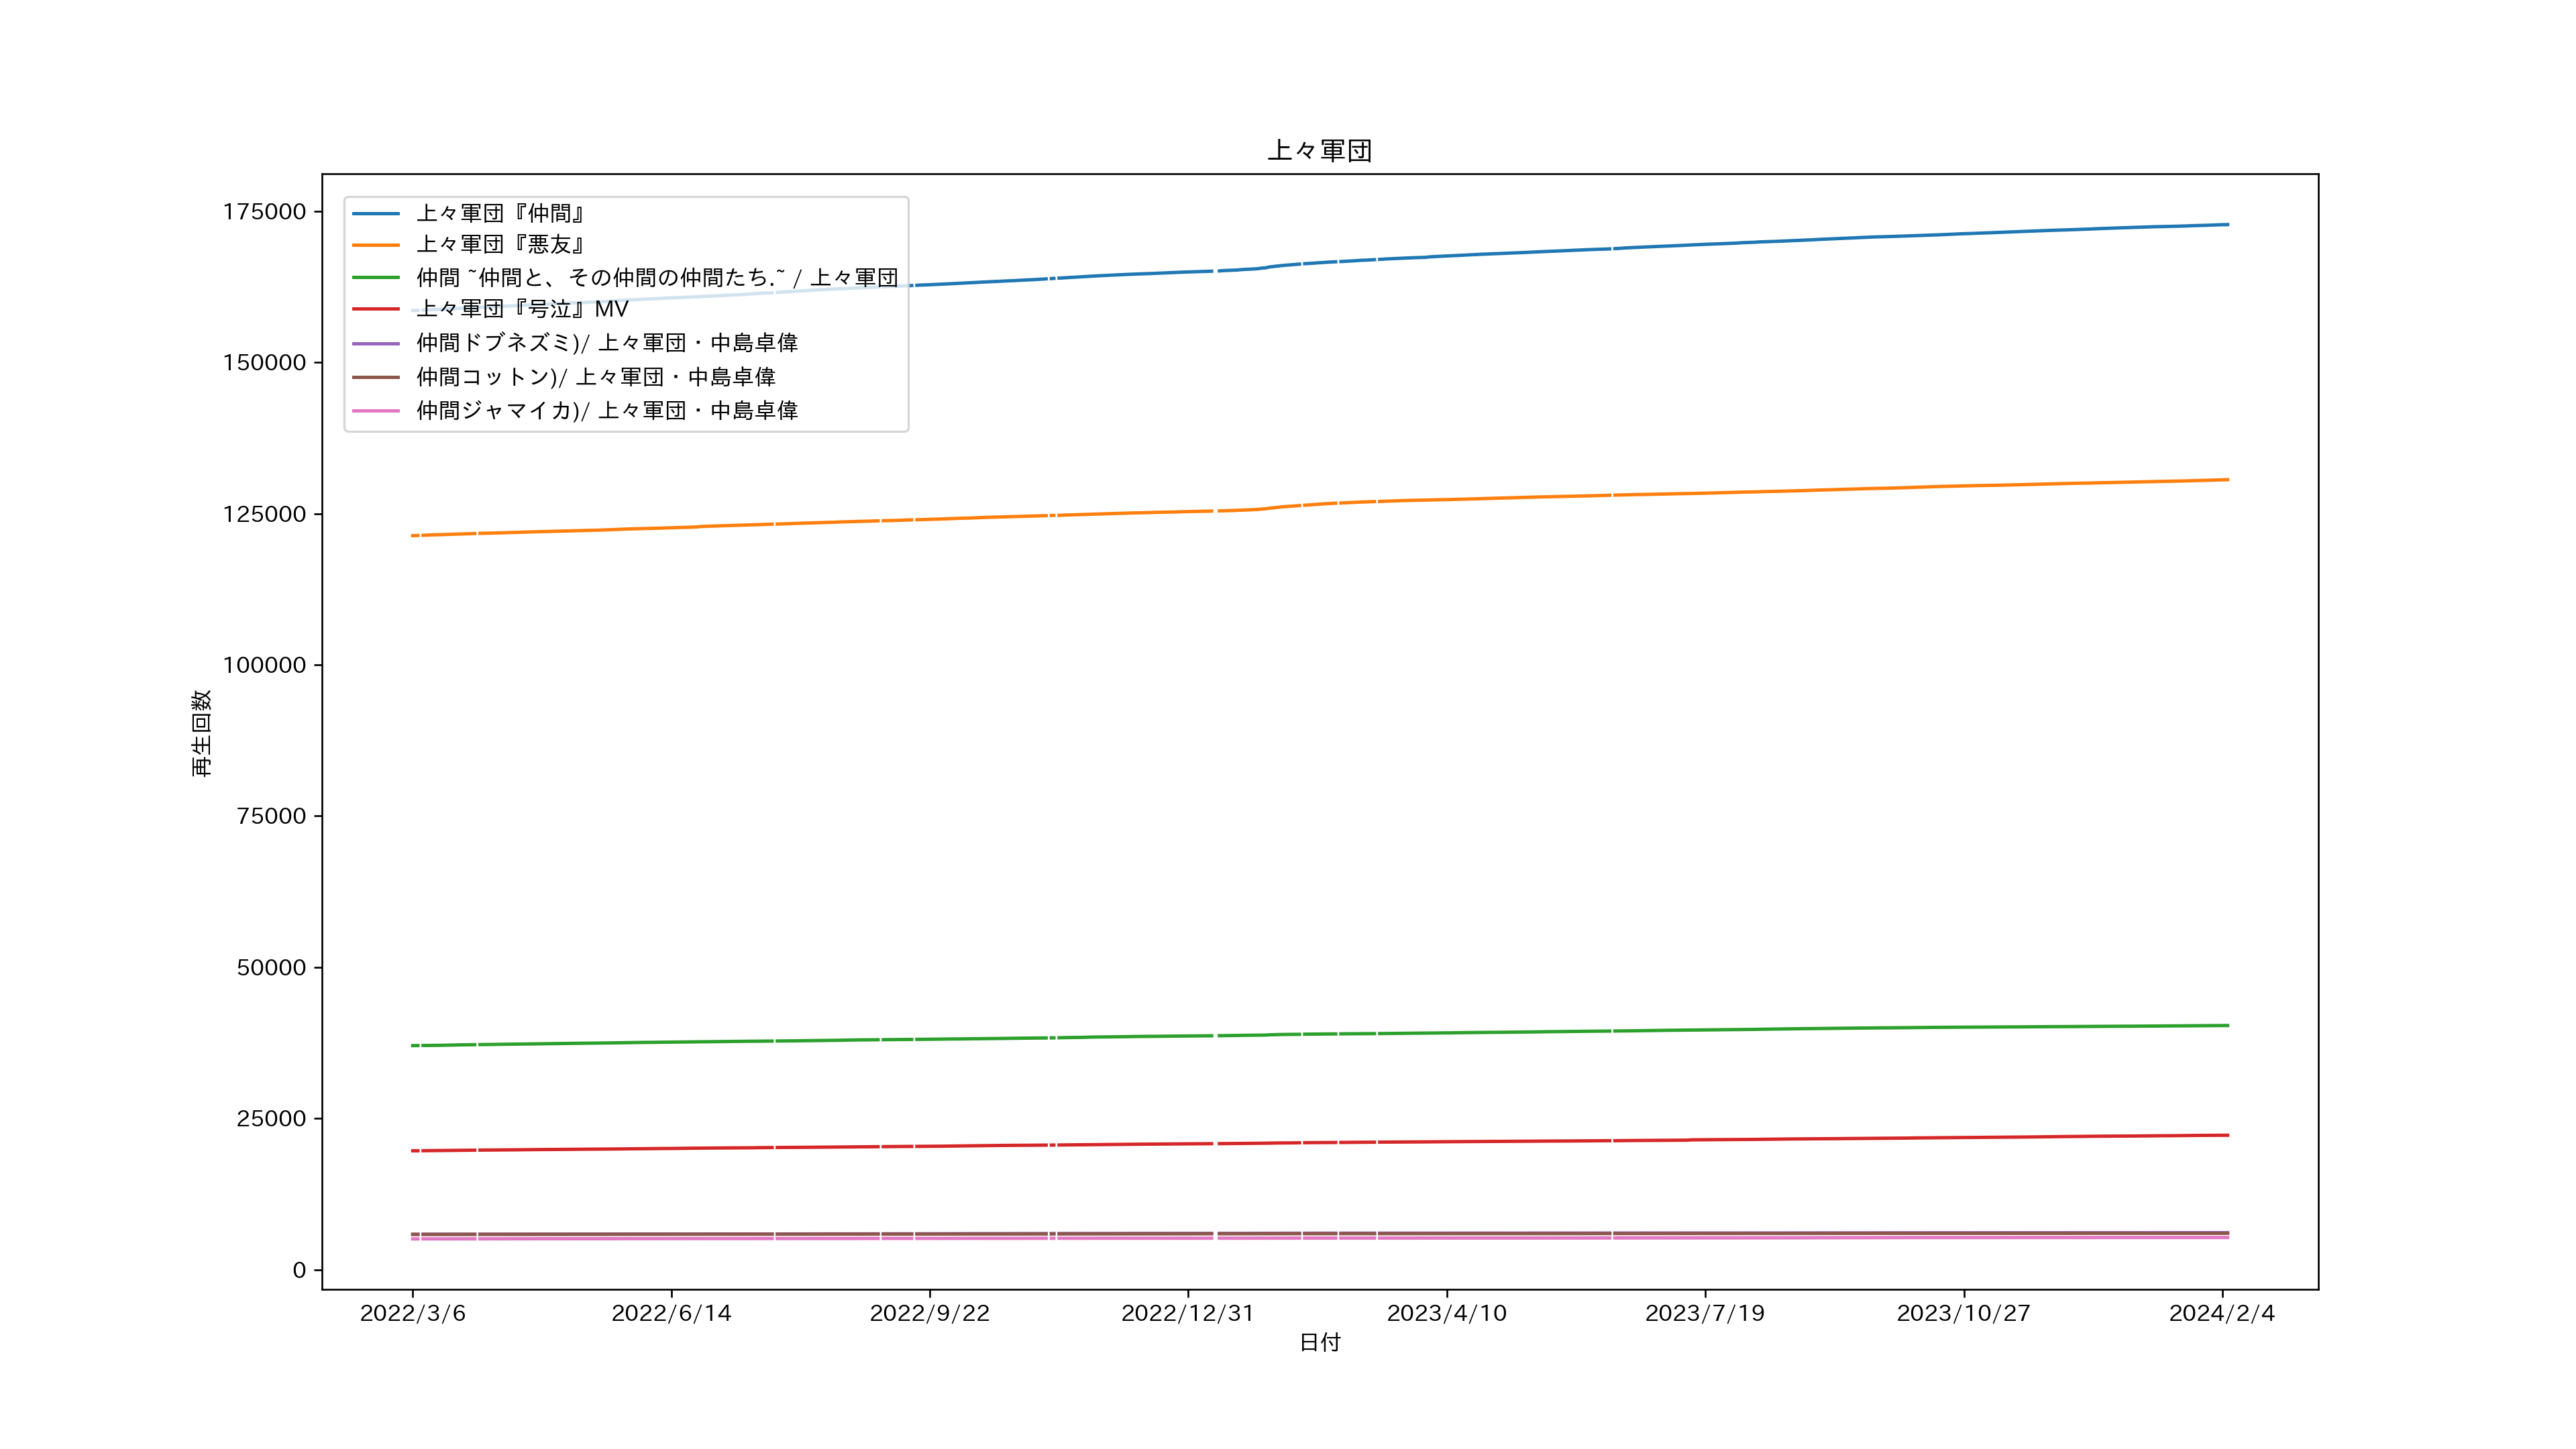 上々軍団
175000
150000
125000
100000
75000
50000
25000
0
再生回数
上々軍団『仲間』
上々軍団『悪友』
仲間 ~仲間と、その仲間の仲間たち.~ / 上々軍団
上々軍団『号泣』MV
仲間ドブネズミ)/ 上々軍団・中島卓偉
仲間コットン)/ 上々軍団・中島卓偉
仲間ジャマイカ)/ 上々軍団・中島卓偉
2022/3/6 2022/6/14 2022/9/22 2022/12/31 2023/4/10 2023/7/19 2023/10/27 2024/2/4
日付